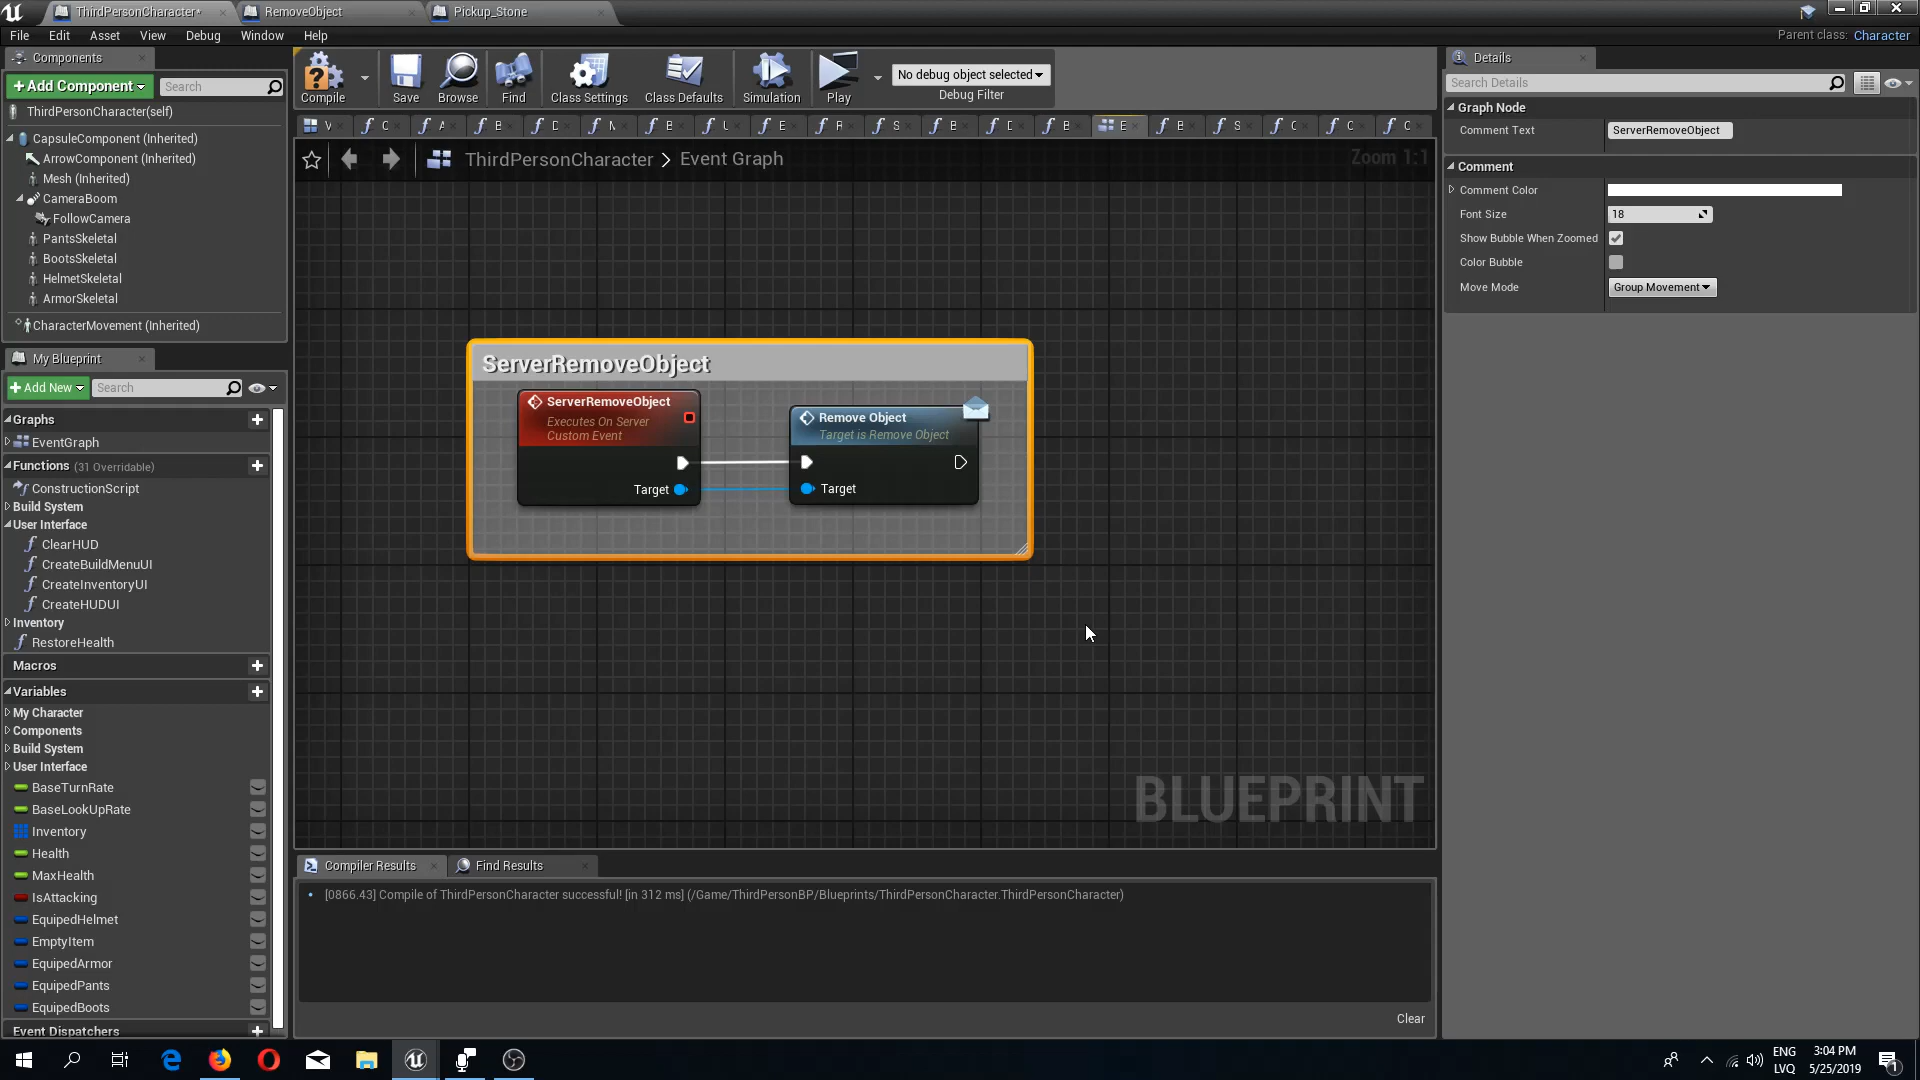 ThirdPersonCharacter*
RemoveObject
Pickup_Stone
File Edit Asset View Debug Window Help
Parent class: Character
Components
+Add Component
Search
ThirdPersonCharacter(self)
CapsuleComponent (Inherited)
ArrowComponent (Inherited)
Mesh (Inherited)
CameraBoom
FollowCamera
PantsSkeletal
BootsSkeletal
HelmetSkeletal
ArmorSkeletal
CharacterMovement (Inherited)
My Blueprint
+Add New
Search
Graphs
EventGraph
Functions (31 Overridable)
ConstructionScript
Build System
User Interface
ClearHUD
CreateBuildMenuUI
CreateInventoryUI
CreateHUDUI
Inventory
RestoreHealth
Macros
Variables
My Character
Components
Build System
User Interface
BaseTurnRate
BaseLookUpRate
Inventory
Health
MaxHealth
IsAttacking
EquipedHelmet
EmptyItem
EquipedArmor
EquipedPants
EquipedBoots
Event Dispatchers
Compile
Save
Browse
Find
Class Settings
Class Defaults
Simulation
Play
No debug object selected
Debug Filter
V C A B D N B U E R S B D B E B S C C C
ThirdPersonCharacter > Event Graph
Zoom 1:1
ServerRemoveObject
ServerRemoveObject
Executes On Server
Custom Event
Target
Remove Object
Target is Remove Object
Target
BLUEPRINT
Compiler Results
Find Results
[0866.43] Compile of ThirdPersonCharacter successful! [in 312 ms] (/Game/ThirdPersonBP/Blueprints/ThirdPersonCharacter.ThirdPersonCharacter)
Clear
Details
Search Details
Graph Node
Comment Text
ServerRemoveObject
Comment
Comment Color
Font Size
18
Show Bubble When Zoomed
Color Bubble
Move Mode
Group Movement
ENG
LVQ
3:04 PM
5/25/2019
1